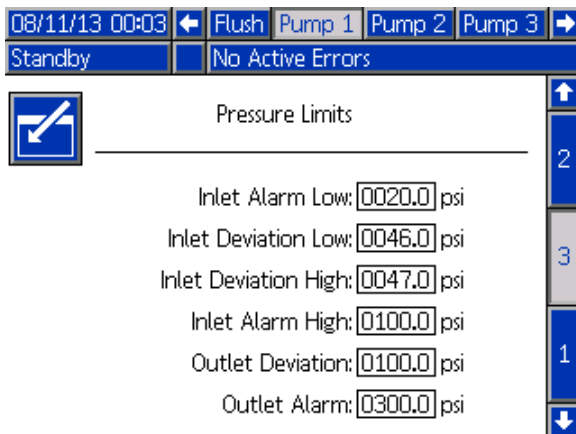 08/11/13 00:03 Flush Pump 1 Pump 2 Pump 3
Standby No Active Errors
Pressure Limits
2
Inlet Alarm Low: 0020.0 psi
Inlet Deviation Low: 0046.0 psi
3
Inlet Deviation High: 0047.0 psi
Inlet Alarm High: 0100.0 psi
1
Outlet Deviation: 0100.0 psi
Outlet Alarm: 0300.0 psi